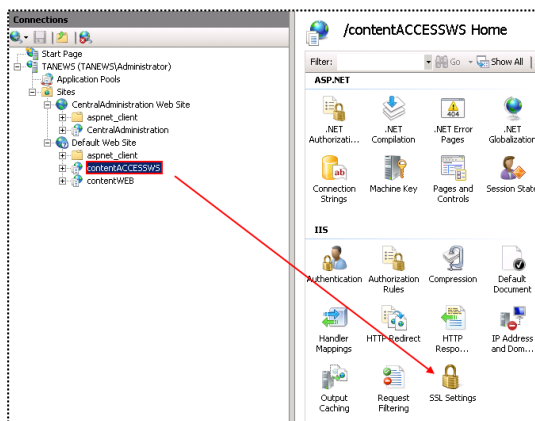 Connections
Start Page
TANEWS (TANEWS\Administrator)
Application Pools
Sites
CentralAdministration Web Site
aspnet_client
CentralAdministration
Default Web Site
aspnet_client
contentACCESSWS
contentWEB
/contentACCESSWS Home
Filter:
Go
Show All
ASP.NET
.NET Authorizati...
.NET Compilation
404
.NET Error Pages
.NET Globalization
ab
Connection Strings
Machine Key
Pages and Controls
Session State
IIS
Authentication
Authorization Rules
Compression
Default Document
Handler Mappings
HTTP Redirect
HTTP Respo...
IP Address and Dom...
Output Caching
Request Filtering
SSL Settings